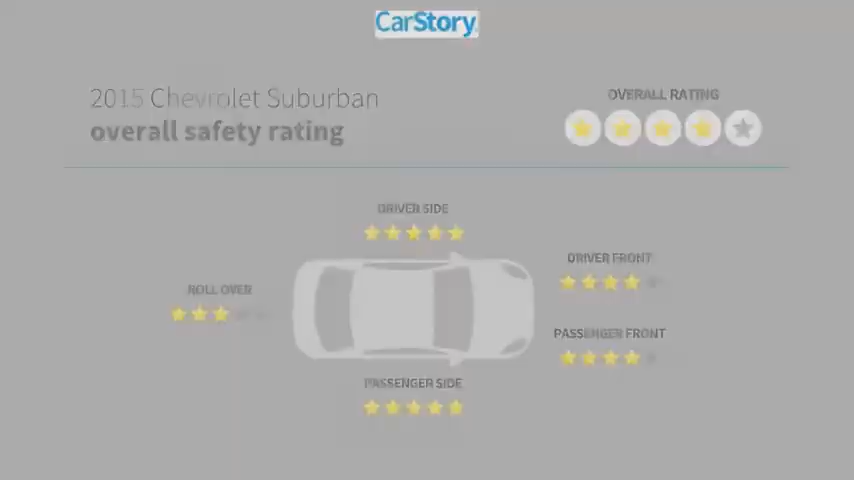 CarStory
2015 Chevrolet Suburban
overall safety rating
OVERALL RATING
DRIVER SIDE
DRIVER FRONT
ROLL OVER
PASSENGER FRONT
PASSENGER SIDE